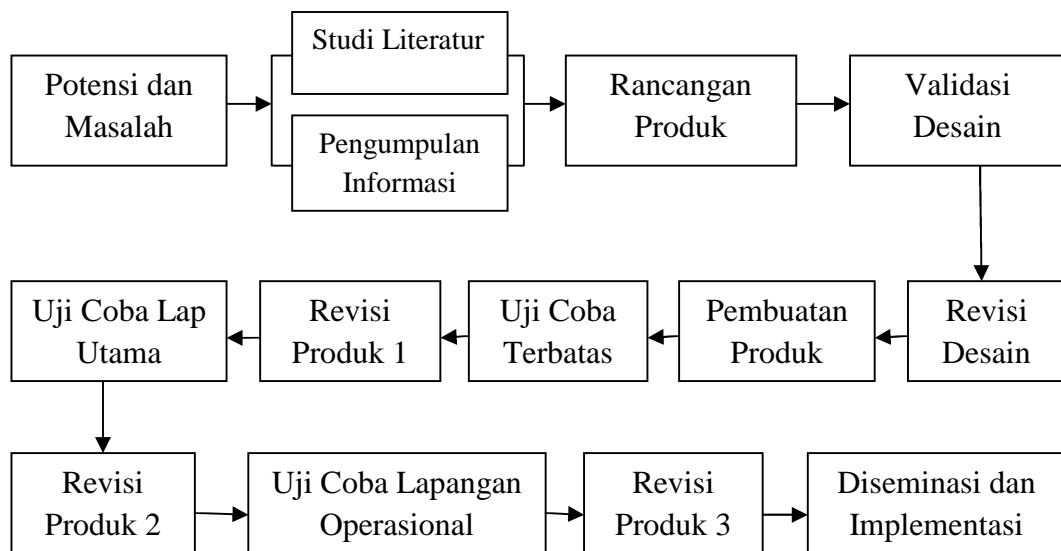 Potensi dan
Masalah
Studi Literatur
Pengumpulan
Informasi
Rancangan
Produk
Validasi
Desain
Revisi
Desain
Pembuatan
Produk
Uji Coba
Terbatas
Revisi
Produk 1
Uji Coba Lap
Utama
Revisi
Produk 2
Uji Coba Lapangan
Operasional
Revisi
Produk 3
Diseminasi dan
Implementasi